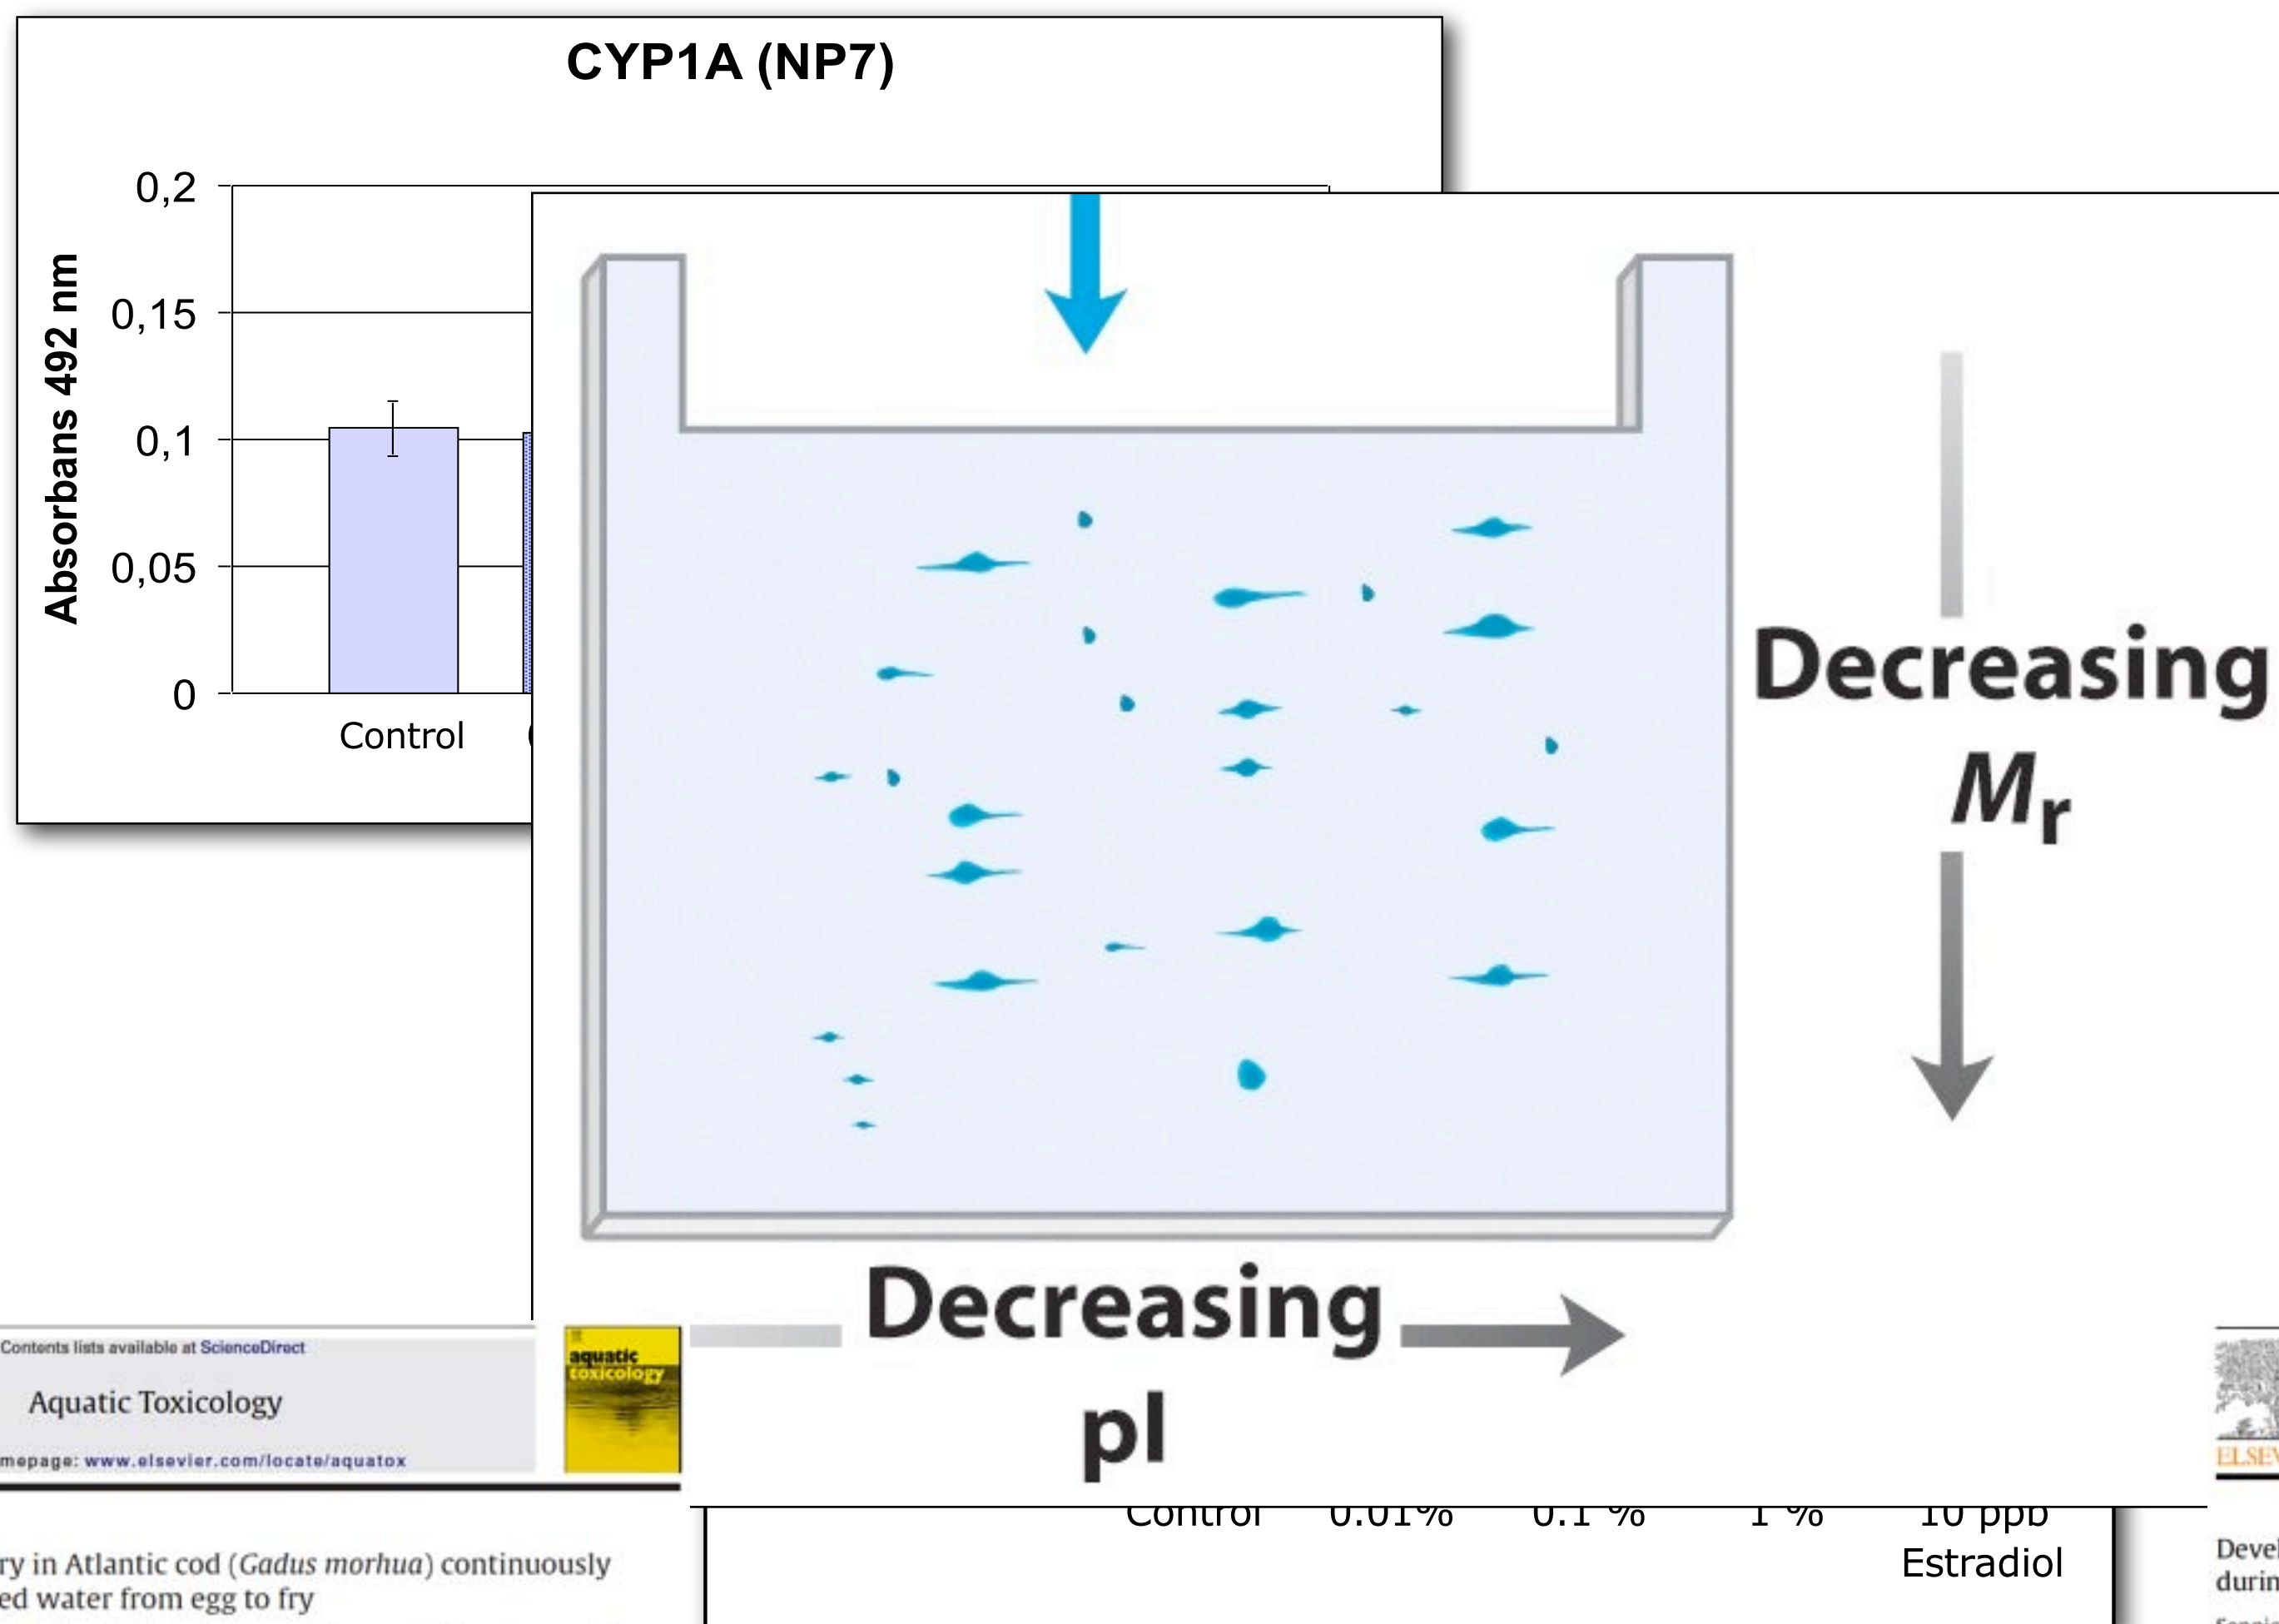 CYP1A (NP7)
Absorbans 492 nm
0,2
0,15
0,1
0,05
0
Control
Decreasing
Mr
Decreasing
pI
Contents lists available at ScienceDirect
Aquatic Toxicology
www.elsevier.com/locate/aquatox
aquatic
toxicology
Control 0.01% 0.1 % 1 % 10 ppb
Estradiol
in Atlantic cod (Gadus morhua) continuously
water from egg to fry